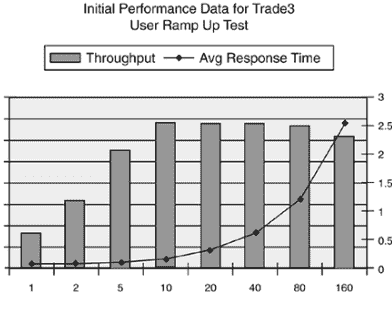 Initial Performance Data for Trade3
User Ramp Up Test
Throughput Avg Response Time
3
2.5
2
1.5
1
0.5
0
1 2 5 10 20 40 80 160